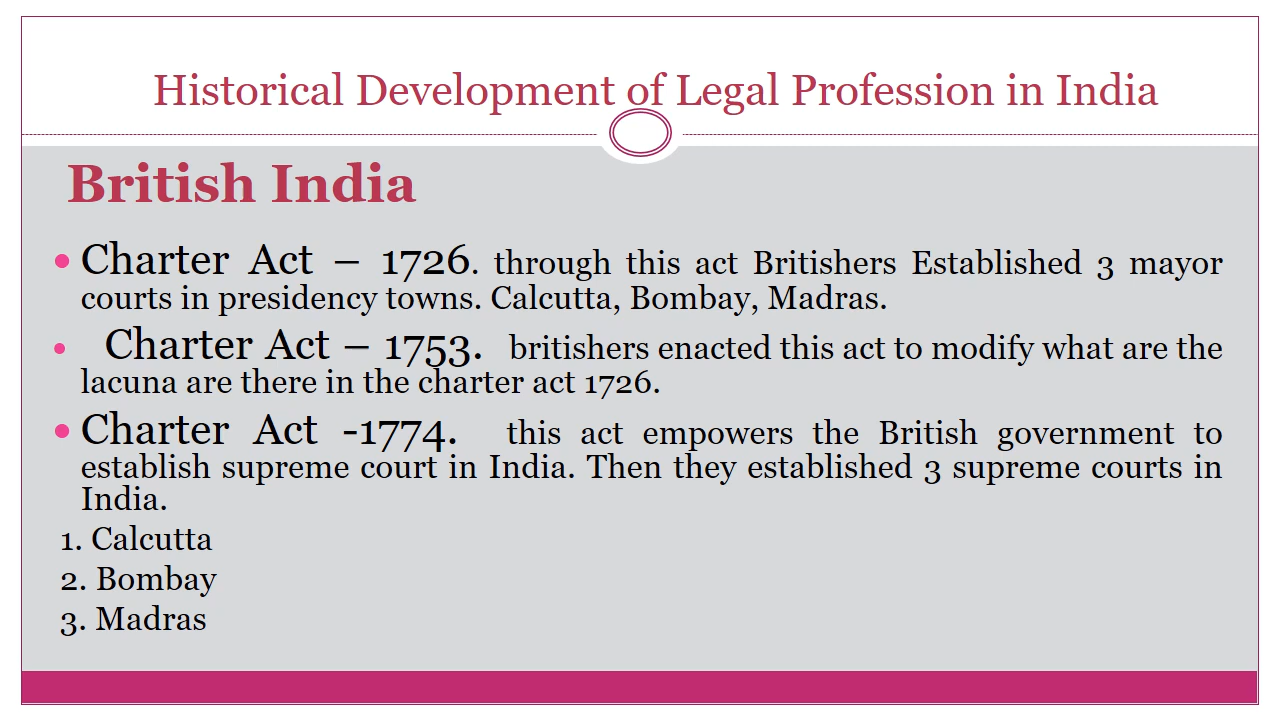 Historical Development of Legal Profession in India
British India
• Charter Act – 1726. through this act Britishers Established 3 mayor
courts in presidency towns. Calcutta, Bombay, Madras.
• Charter Act – 1753. britishers enacted this act to modify what are the
lacuna are there in the charter act 1726.
• Charter Act -1774. this act empowers the British government to
establish supreme court in India. Then they established 3 supreme courts in
India.
1. Calcutta
2. Bombay
3. Madras